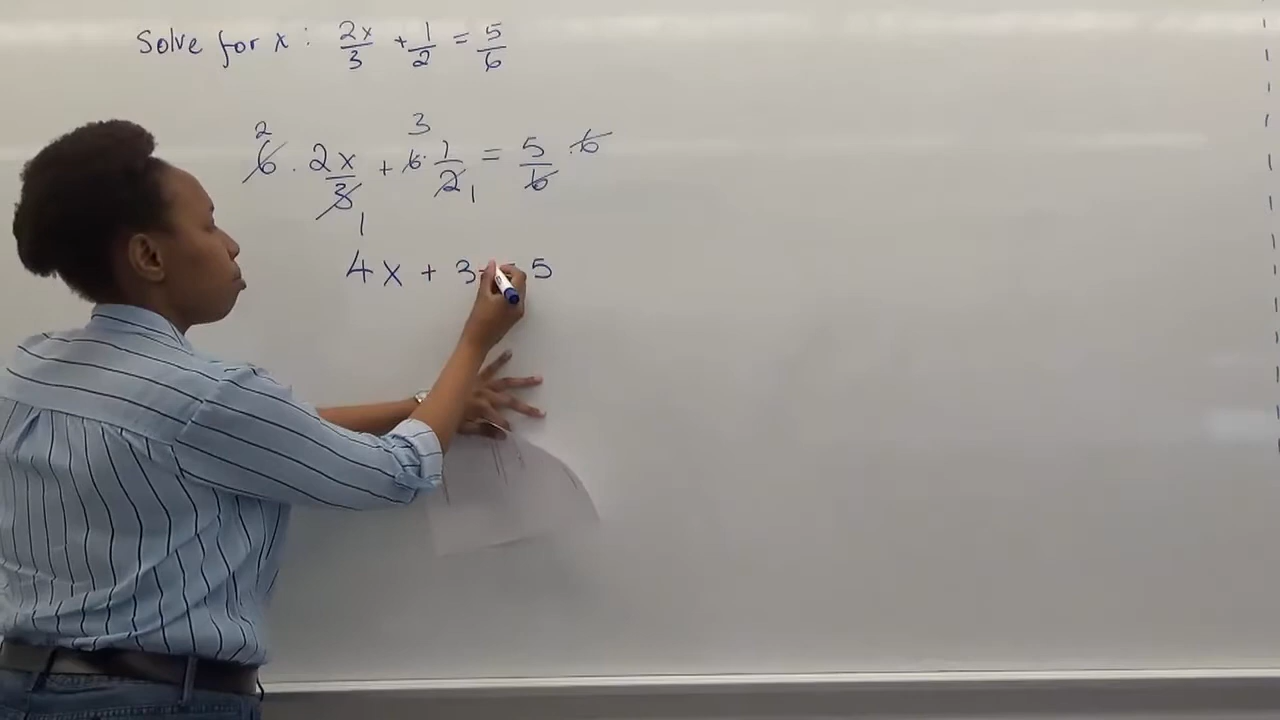 Solve for x : 2x/3 + 1/2 = 5/6
2 3
6 · 2x/3 + 6 · 1/2 = 5/6 · 6
1 1
4x + 3 = 5